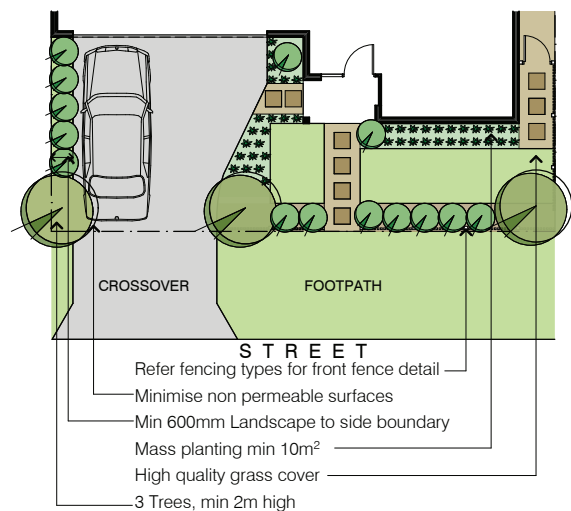 CROSSOVER
FOOTPATH
STREET
Refer fencing types for front fence detail
Minimise non permeable surfaces
Min 600mm Landscape to side boundary
Mass planting min 10m²
High quality grass cover
3 Trees, min 2m high